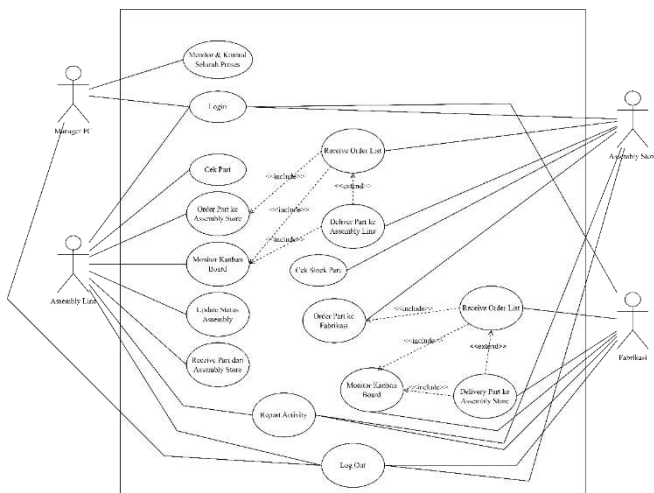 Monitor & Kontrol
Seluruh Proses
Login
Manager PC
Assembly Store
Receive Order List
<<include>>
Cek Part
<<extend>>
Order Part ke
Assembly Store
<<include>>
Deliver Part ke
Assembly Line
<<include>>
Monitor Kanban
Board
Cek Stock Part
Assembly Line
Update Status
Assembly
Order Part ke
Fabrikasi
<<include>>
Receive Order List
Fabrikasi
<<include>>
<<extend>>
Receive Part dari
Assembly Store
Monitor Kanban
Board
<<include>>
Delivery Part ke
Assembly Store
Report Activity
Log Out